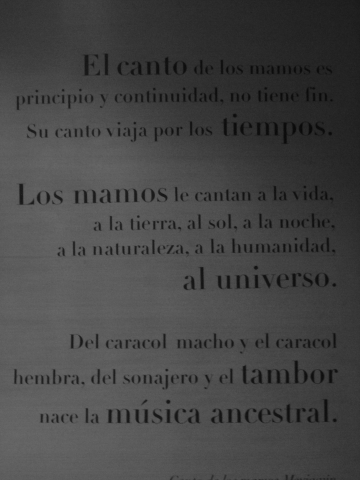 El canto de los mamos es
principio y continuidad, no tiene fin.
Su canto viaja por los tiempos.
Los mamos le cantan a la vida,
a la tierra, al sol, a la noche,
a la naturaleza, a la humanidad,
al universo.
Del caracol macho y el caracol
hembra, del sonajero y el tambor
nace la música ancestral.